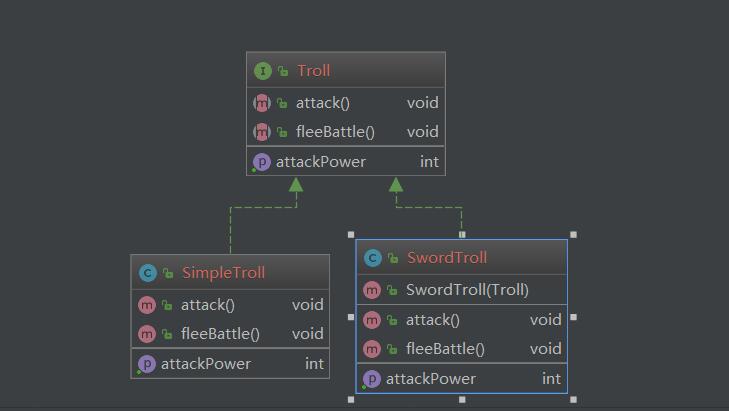 I Troll
m attack() void
m fleeBattle() void
p attackPower int
C SimpleTroll
m attack() void
m fleeBattle() void
p attackPower int
C SwordTroll
m SwordTroll(Troll)
m attack() void
m fleeBattle() void
p attackPower int